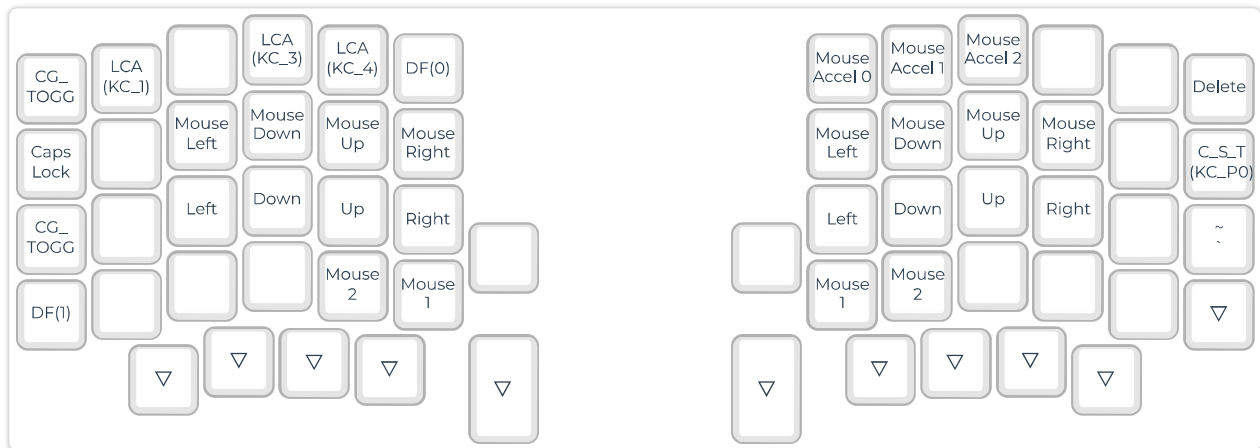 CG_
TOGG
LCA
(KC_1)
LCA
(KC_3)
LCA
(KC_4)
DF(0)
Mouse
Accel 0
Mouse
Accel 1
Mouse
Accel 2
Delete
Caps
Lock
Mouse
Left
Mouse
Down
Mouse
Up
Mouse
Right
Mouse
Left
Mouse
Down
Mouse
Up
Mouse
Right
C_S_T
(KC_P0)
CG_
TOGG
Left
Down
Up
Right
Left
Down
Up
Right
~
`
DF(1)
Mouse
2
Mouse
1
Mouse
1
Mouse
2
▽
▽
▽
▽
▽
▽
▽
▽
▽
▽
▽